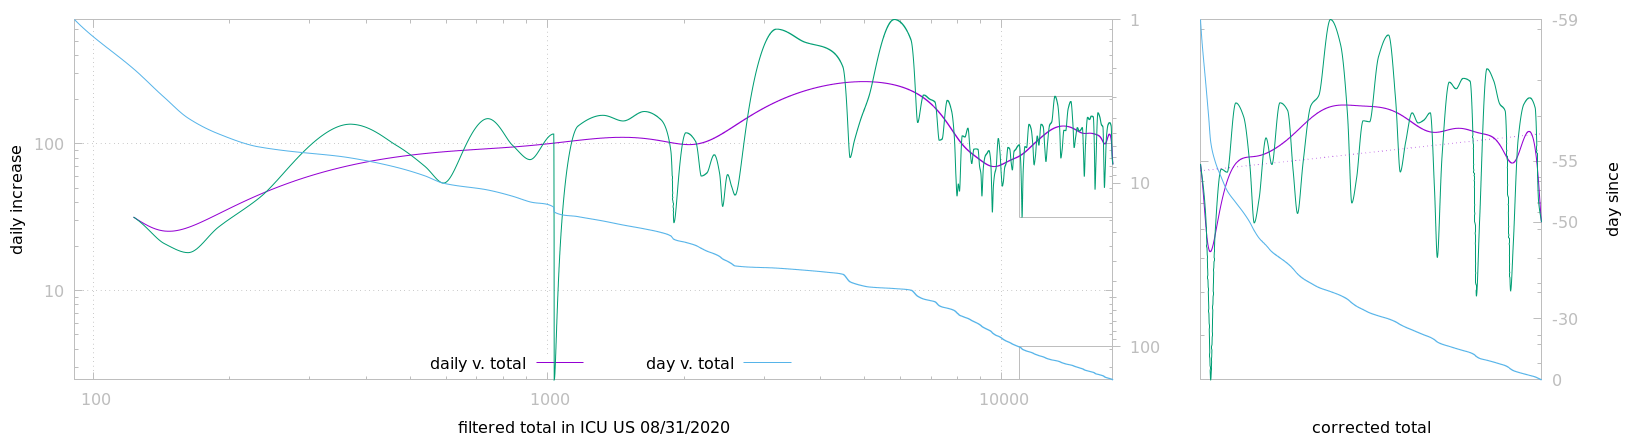 daily increase
100
10
100
1000
10000
1
10
100
daily v. total
day v. total
filtered total in ICU US 08/31/2020
-59
-55
-50
-30
0
day since
corrected total